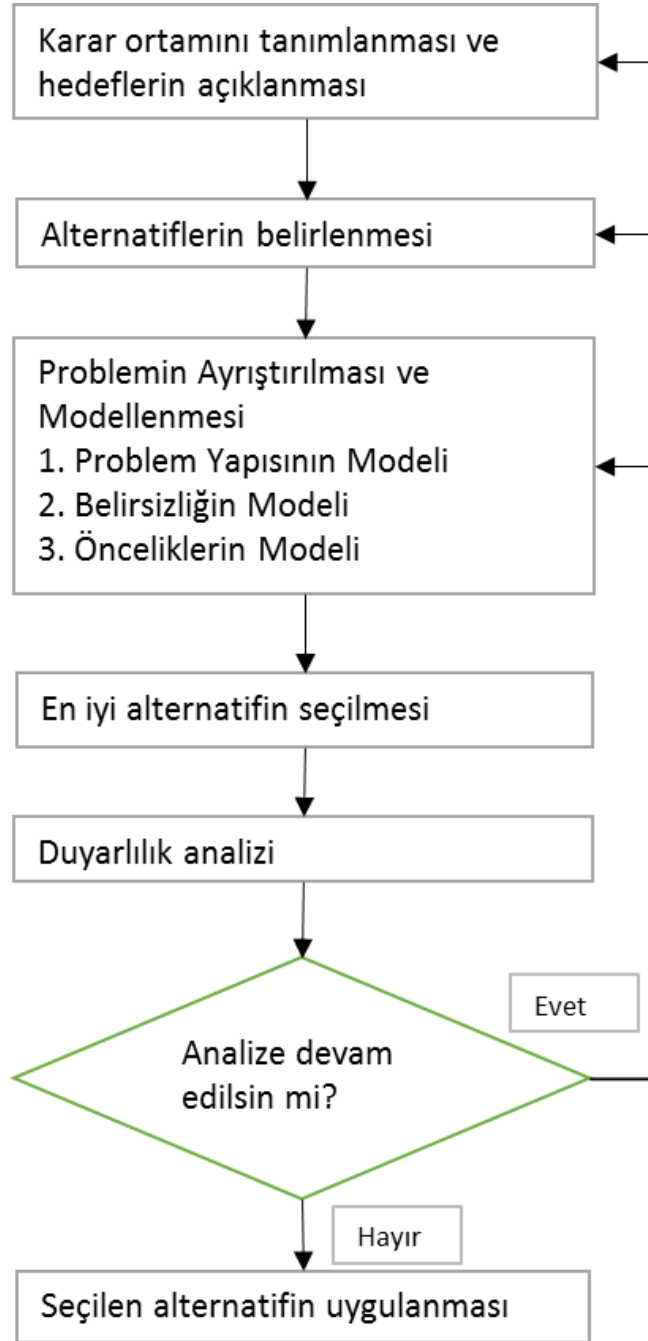 Karar ortamını tanımlanması ve
hedeflerin açıklanması
Alternatiflerin belirlenmesi
Problemin Ayrıştırılması ve
Modellenmesi
1. Problem Yapısının Modeli
2. Belirsizliğin Modeli
3. Önceliklerin Modeli
En iyi alternatifin seçilmesi
Duyarlılık analizi
Evet
Analize devam
edilsin mi?
Hayır
Seçilen alternatifin uygulanması